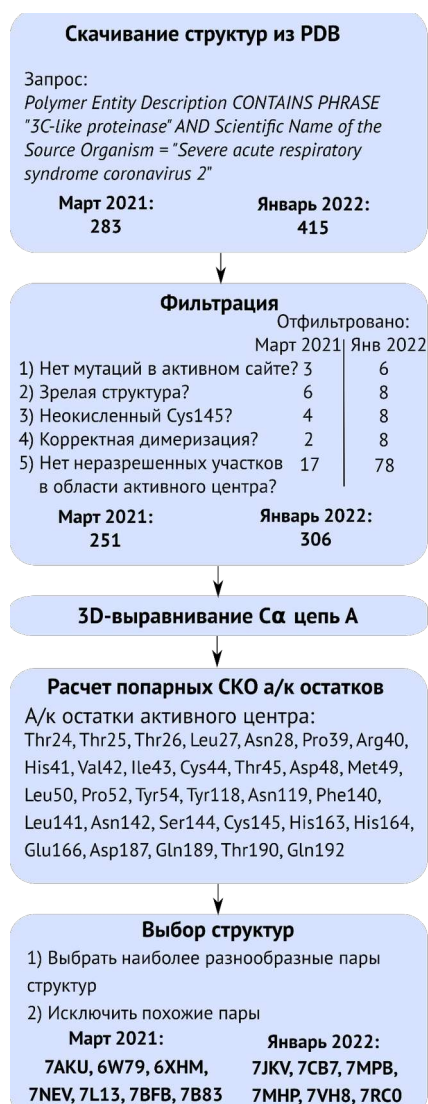 Скачивание структур из PDB
Запрос:
Polymer Entity Description CONTAINS PHRASE
"3C-like proteinase" AND Scientific Name of the
Source Organism = "Severe acute respiratory
syndrome coronavirus 2"
Март 2021: Январь 2022:
283 415
Фильтрация
Отфильтровано:
Март 2021 Янв 2022
1) Нет мутаций в активном сайте? 3 6
2) Зрелая структура? 6 8
3) Неокисленный Cys145? 4 8
4) Корректная димеризация? 2 8
5) Нет неразрешенных участков 17 78
в области активного центра?
Март 2021: Январь 2022:
251 306
3D-выравнивание Cα цепь A
Расчет попарных СКО а/к остатков
А/к остатки активного центра:
Thr24, Thr25, Thr26, Leu27, Asn28, Pro39, Arg40,
His41, Val42, Ile43, Cys44, Thr45, Asp48, Met49,
Leu50, Pro52, Tyr54, Tyr118, Asn119, Phe140,
Leu141, Asn142, Ser144, Cys145, His163, His164,
Glu166, Asp187, Gln189, Thr190, Gln192
Выбор структур
1) Выбрать наиболее разнообразные пары
структур
2) Исключить похожие пары
Март 2021: Январь 2022:
7AKU, 6W79, 6XHM, 7JKV, 7CB7, 7MPB,
7NEV, 7L13, 7BFB, 7B83 7MHP, 7VH8, 7RC0